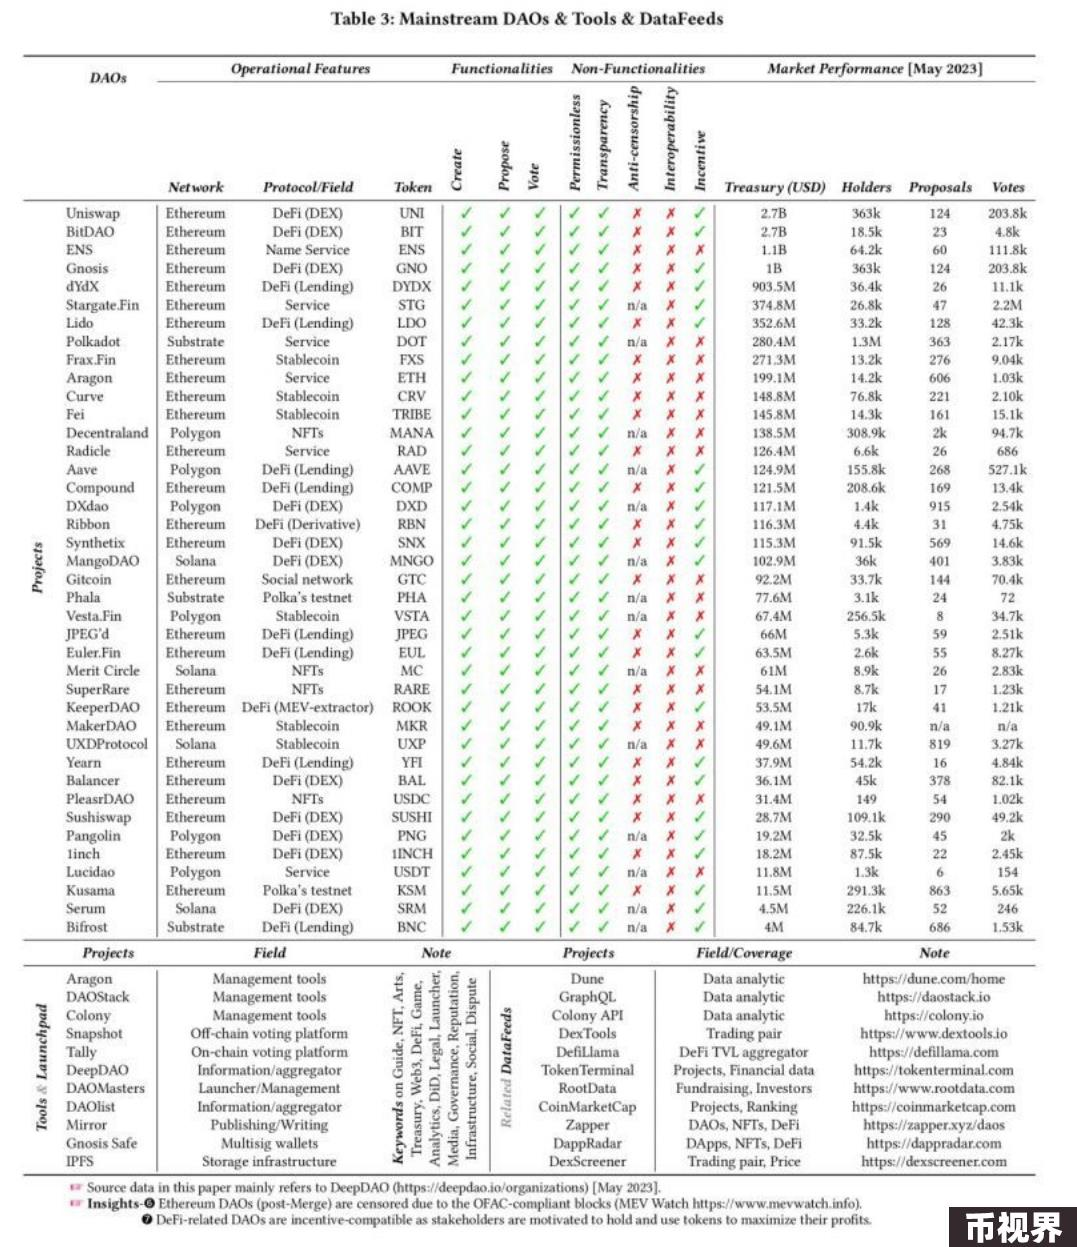 Table 3: Mainstream DAOs & Tools & DataFeeds
DAOs Operational Features Functionalities Non-Functionalities Market Performance [May 2023]
Network Protocol/Field Token Create Propose Vote Permissionless Transparency Anti-censorship Interoperability Incentive Treasury (USD) Holders Proposals Votes
Projects
Uniswap Ethereum DeFi (DEX) UNI ✓ ✓ ✓ ✓ ✓ ✗ ✗ ✓ 2.7B 363k 124 203.8k
BitDAO Ethereum DeFi (DEX) BIT ✓ ✓ ✓ ✓ ✓ ✗ ✗ ✓ 2.7B 18.5k 23 4.8k
ENS Ethereum Name Service ENS ✓ ✓ ✓ ✓ ✓ ✗ ✗ ✗ 1.1B 64.2k 60 111.8k
Gnosis Ethereum DeFi (DEX) GNO ✓ ✓ ✓ ✓ ✓ ✗ ✗ ✓ 1B 363k 124 203.8k
dYdX Ethereum DeFi (Lending) DYDX ✓ ✓ ✓ ✓ ✓ ✗ ✗ ✓ 903.5M 36.4k 26 11.1k
Stargate.Fin Ethereum Service STG ✓ ✓ ✓ ✓ ✓ n/a ✗ ✓ 374.8M 26.8k 47 2.2M
Lido Ethereum DeFi (Lending) LDO ✓ ✓ ✓ ✓ ✓ ✗ ✗ ✓ 352.6M 33.2k 128 42.3k
Polkadot Substrate Service DOT ✓ ✓ ✓ ✓ ✓ n/a ✗ ✗ 280.4M 1.3M 363 2.17k
Frax.Fin Ethereum Stablecoin FXS ✓ ✓ ✓ ✓ ✓ ✗ ✗ ✗ 271.3M 13.2k 276 9.04k
Aragon Ethereum Service ETH ✓ ✓ ✓ ✓ ✓ ✗ ✗ ✗ 199.1M 14.2k 606 1.03k
Curve Ethereum Stablecoin CRV ✓ ✓ ✓ ✓ ✓ ✗ ✗ ✗ 148.8M 76.8k 221 2.10k
Fei Ethereum Stablecoin TRIBE ✓ ✓ ✓ ✓ ✓ ✗ ✗ ✗ 145.8M 14.3k 161 15.1k
Decentraland Polygon NFTs MANA ✓ ✓ ✓ ✓ ✓ n/a ✗ ✗ 138.5M 308.9k 2k 94.7k
Radicle Ethereum Service RAD ✓ ✓ ✓ ✓ ✓ ✗ ✗ ✗ 126.4M 6.6k 26 686
Aave Polygon DeFi (Lending) AAVE ✓ ✓ ✓ ✓ ✓ n/a ✗ ✓ 124.9M 155.8k 268 527.1k
Compound Ethereum DeFi (Lending) COMP ✓ ✓ ✓ ✓ ✓ ✗ ✗ ✓ 121.5M 208.6k 169 13.4k
DXdao Polygon DeFi (DEX) DXD ✓ ✓ ✓ ✓ ✓ n/a ✗ ✓ 117.1M 1.4k 915 2.54k
Ribbon Ethereum DeFi (Derivative) RBN ✓ ✓ ✓ ✓ ✓ ✗ ✗ ✓ 116.3M 4.4k 31 4.75k
Synthetix Ethereum DeFi (DEX) SNX ✓ ✓ ✓ ✓ ✓ ✗ ✗ ✓ 115.3M 91.5k 569 14.6k
MangoDAO Solana DeFi (DEX) MNGO ✓ ✓ ✓ ✓ ✓ n/a ✗ ✓ 102.9M 36k 401 3.83k
Gitcoin Ethereum Social network GTC ✓ ✓ ✓ ✓ ✓ ✗ ✗ ✗ 92.2M 33.7k 144 70.4k
Phala Substrate Polka's testnet PHA ✓ ✓ ✓ ✓ ✓ n/a ✗ ✗ 77.6M 3.1k 24 72
Vesta.Fin Polygon Stablecoin VSTA ✓ ✓ ✓ ✓ ✓ n/a ✗ ✗ 67.4M 256.5k 8 34.7k
JPEG'd Ethereum DeFi (Lending) JPEG ✓ ✓ ✓ ✓ ✓ ✗ ✗ ✓ 66M 5.3k 59 2.51k
Euler.Fin Ethereum DeFi (Lending) EUL ✓ ✓ ✓ ✓ ✓ ✗ ✗ ✓ 63.5M 2.6k 55 8.27k
Merit Circle Solana NFTs MC ✓ ✓ ✓ ✓ ✓ n/a ✗ ✗ 61M 8.9k 26 2.83k
SuperRare Ethereum NFTs RARE ✓ ✓ ✓ ✓ ✓ ✗ ✗ ✗ 54.1M 8.7k 17 1.23k
KeeperDAO Ethereum DeFi (MEV-extractor) ROOK ✓ ✓ ✓ ✓ ✓ ✗ ✗ ✓ 53.5M 17k 41 1.21k
MakerDAO Ethereum Stablecoin MKR ✓ ✓ ✓ ✓ ✓ ✗ ✗ ✗ 49.1M 90.9k n/a n/a
UXDProtocol Solana Stablecoin UXP ✓ ✓ ✓ ✓ ✓ n/a ✗ ✗ 49.6M 11.7k 819 3.27k
Yearn Ethereum DeFi (Lending) YFI ✓ ✓ ✓ ✓ ✓ ✗ ✗ ✓ 37.9M 54.2k 16 4.84k
Balancer Ethereum DeFi (DEX) BAL ✓ ✓ ✓ ✓ ✓ ✗ ✗ ✓ 36.1M 45k 378 82.1k
PleasrDAO Ethereum NFTs USDC ✓ ✓ ✓ ✓ ✓ ✗ ✗ ✗ 31.4M 149 54 1.02k
Sushiswap Ethereum DeFi (DEX) SUSHI ✓ ✓ ✓ ✓ ✓ ✗ ✗ ✓ 28.7M 109.1k 290 49.2k
Pangolin Polygon DeFi (DEX) PNG ✓ ✓ ✓ ✓ ✓ n/a ✗ ✓ 19.2M 32.5k 45 2k
1inch Ethereum DeFi (DEX) 1INCH ✓ ✓ ✓ ✓ ✓ ✗ ✗ ✓ 18.2M 87.5k 22 2.45k
Lucidao Polygon Service USDT ✓ ✓ ✓ ✓ ✓ n/a ✗ ✗ 11.8M 1.3k 6 154
Kusama Ethereum Polka's testnet KSM ✓ ✓ ✓ ✓ ✓ ✗ ✗ ✓ 11.5M 291.3k 863 5.65k
Serum Solana DeFi (DEX) SRM ✓ ✓ ✓ ✓ ✓ n/a ✗ ✓ 4.5M 226.1k 52 246
Bifrost Substrate DeFi (Lending) BNC ✓ ✓ ✓ ✓ ✓ n/a ✗ ✓ 4M 84.7k 686 1.53k
Projects Field Note Projects Field/Coverage Note
Tools & Launchpad
Keywords on Guide, NFT, Arts,
Treasury, Web3, DeFi, Game,
Analytics, DiD, Legal, Launcher,
Media, Governance, Reputation,
Infrastructure, Social, Dispute
Related DataFeeds
Aragon Management tools Dune Data analytic https://dune.com/home
DAOStack Management tools GraphQL Data analytic https://daostack.io
Colony Management tools Colony API Data analytic https://colony.io
Snapshot Off-chain voting platform DexTools Trading pair https://www.dextools.io
Tally On-chain voting platform DefiLlama DeFi TVL aggregator https://defillama.com
DeepDAO Information/aggregator TokenTerminal Projects, Financial data https://tokenterminal.com
DAOMasters Launcher/Management RootData Fundraising, Investors https://www.rootdata.com
DAOlist Information/aggregator CoinMarketCap Projects, Ranking https://coinmarketcap.com
Mirror Publishing/Writing Zapper DAOs, NFTs, DeFi https://zapper.xyz/daos
Gnosis Safe Multisig wallets DappRadar DApps, NFTs, DeFi https://dappradar.com
IPFS Storage infrastructure DexScreener Trading pair, Price https://dexscreener.com
☞ Source data in this paper mainly refers to DeepDAO (https://deepdao.io/organizations) [May 2023].
☞ Insights-❻ Ethereum DAOs (post-Merge) are censored due to the OFAC-compliant blocks (MEV Watch https://www.mevwatch.info).
❼ DeFi-related DAOs are incentive-compatible as stakeholders are motivated to hold and use tokens to maximize their profits.
币视界